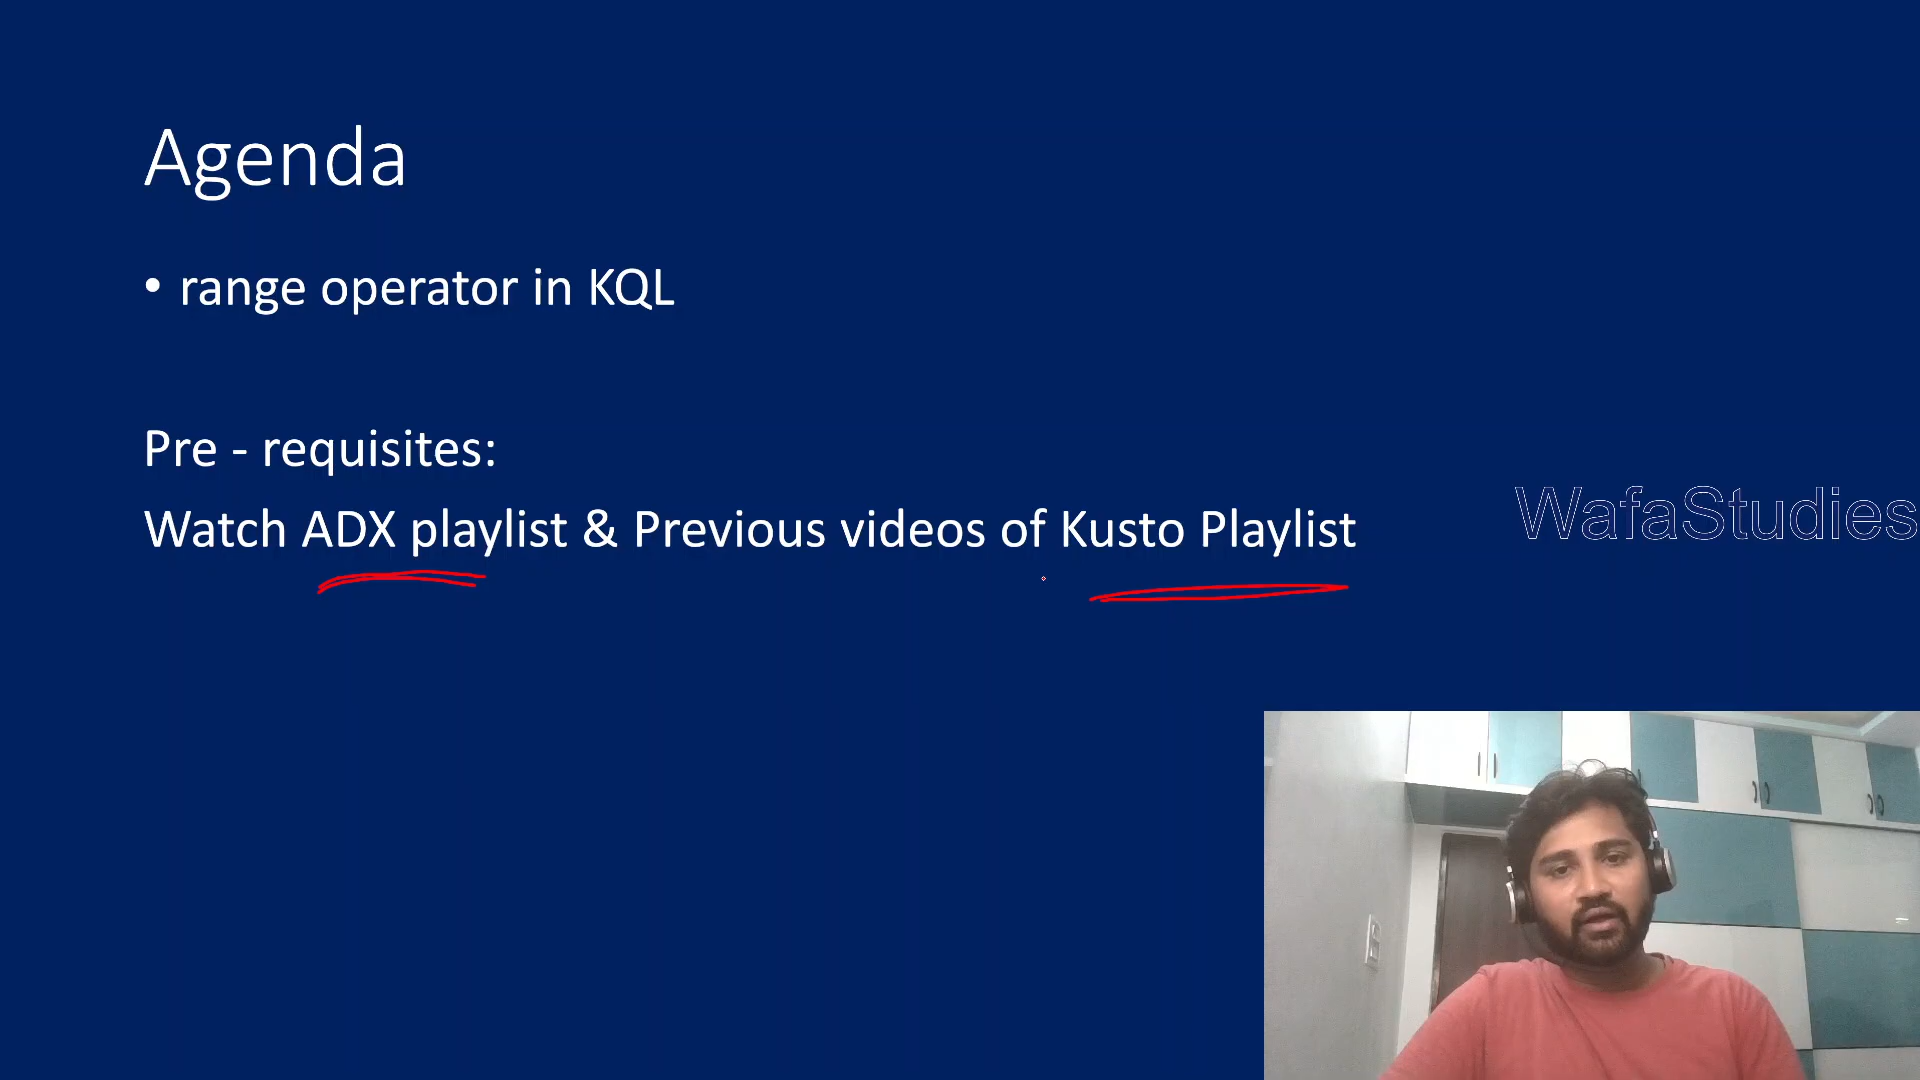 Agenda
• range operator in KQL
Pre - requisites:
Watch ADX playlist & Previous videos of Kusto Playlist
WafaStudies